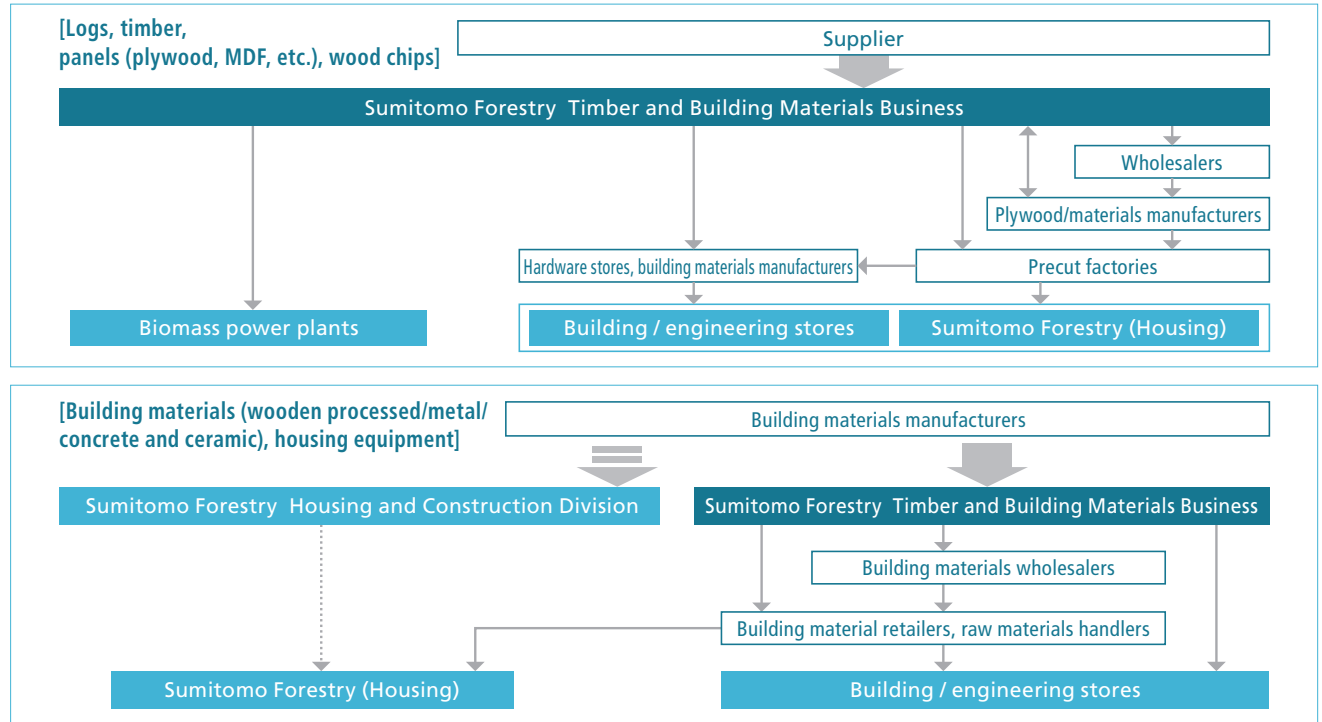 [Logs, timber,
panels (plywood, MDF, etc.), wood chips]
Supplier
Sumitomo Forestry Timber and Building Materials Business
Wholesalers
Plywood/materials manufacturers
Hardware stores, building materials manufacturers
Precut factories
Biomass power plants
Building / engineering stores
Sumitomo Forestry (Housing)
[Building materials (wooden processed/metal/
concrete and ceramic), housing equipment]
Building materials manufacturers
Sumitomo Forestry Housing and Construction Division
Sumitomo Forestry Timber and Building Materials Business
Building materials wholesalers
Building material retailers, raw materials handlers
Sumitomo Forestry (Housing)
Building / engineering stores